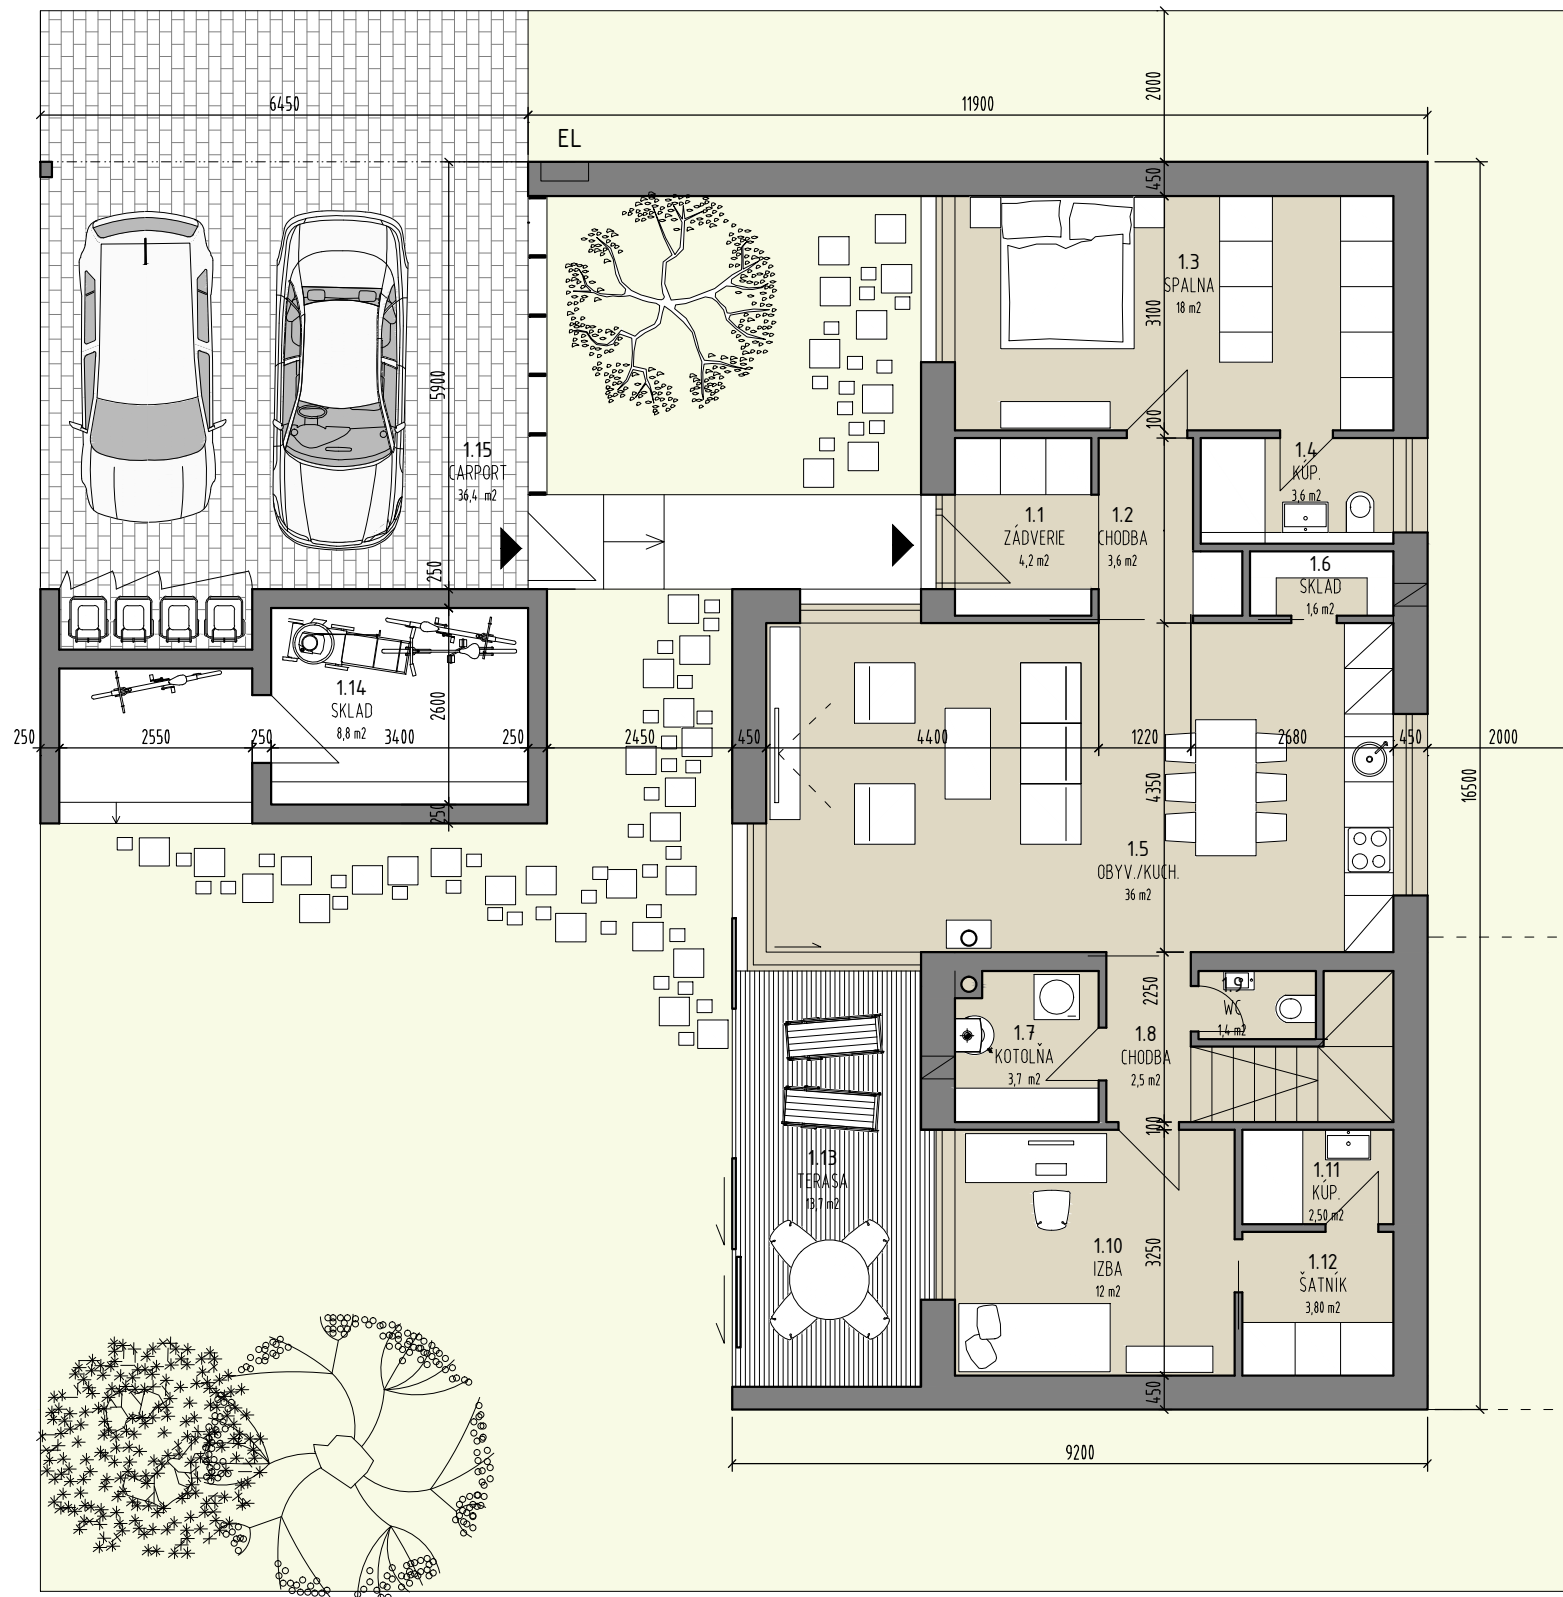 2000
6450
11900
EL
450
1.3
SPALNA
18 m2
3100
5900
100
1.15
CARPORT
36,4 m2
1.4
KÚP.
3,6 m2
1.1
ZÁDVERIE
4,2 m2
1.2
CHODBA
3,6 m2
250
1.6
SKLAD
1,6 m2
1.14
SKLAD
8,8 m2
2600
250
2550
250
3400
250
2450
450
4400
1220
2680
450
2000
4350
16500
250
1.5
OBYV./KUCH.
36 m2
2250
1.9
WC
1,4 m2
1.7
KOTOLŇA
3,7 m2
1.8
CHODBA
2,5 m2
100
1.13
TERASA
13,7 m2
1.11
KÚP.
2,50 m2
1.10
IZBA
12 m2
3250
1.12
ŠATNÍK
3,80 m2
450
9200